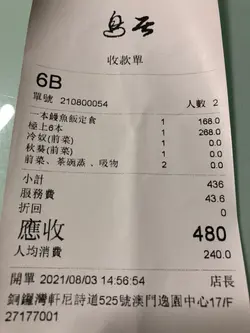 收款單
6B
單號 210800054 人數 2
一本鰻魚飯定食 1 168.0
極上6本 1 268.0
冷奴(前菜) 1 0.0
秋葵(前菜) 1 0.0
前菜、茶碗蒸、吸物 2 0.0
小計 436
服務費 43.6
折回 0
應收 480
人均消費 240.0
開單 2021/08/03 14:56:54 店長
銅鑼灣軒尼詩道525號澳門逸園中心17/F
27177001